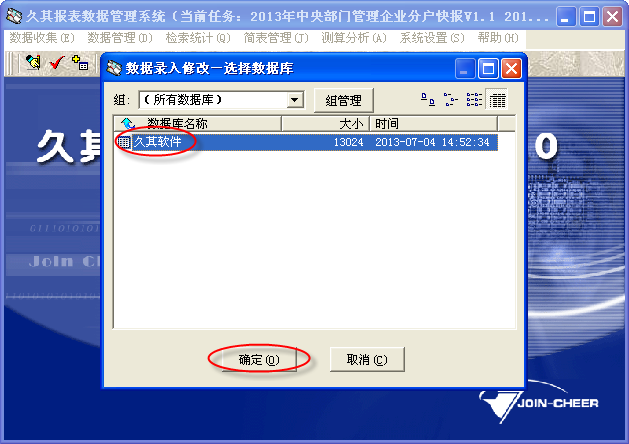 久其报表数据管理系统（当前任务：2013年中央部门管理企业分户快报V1.1 201...
数据收集(E) 数据管理(D) 检索统计(Q) 简表管理(T) 测算分析(A) 系统设置(S) 帮助(H)
数据录入修改—选择数据库
组: （所有数据库） 组管理
数据库名称 大小 时间
久其软件 13024 2013-07-04 14:52:34
久其
0
JOIN CH
确定(O) 取消(C)
JOIN-CHEER